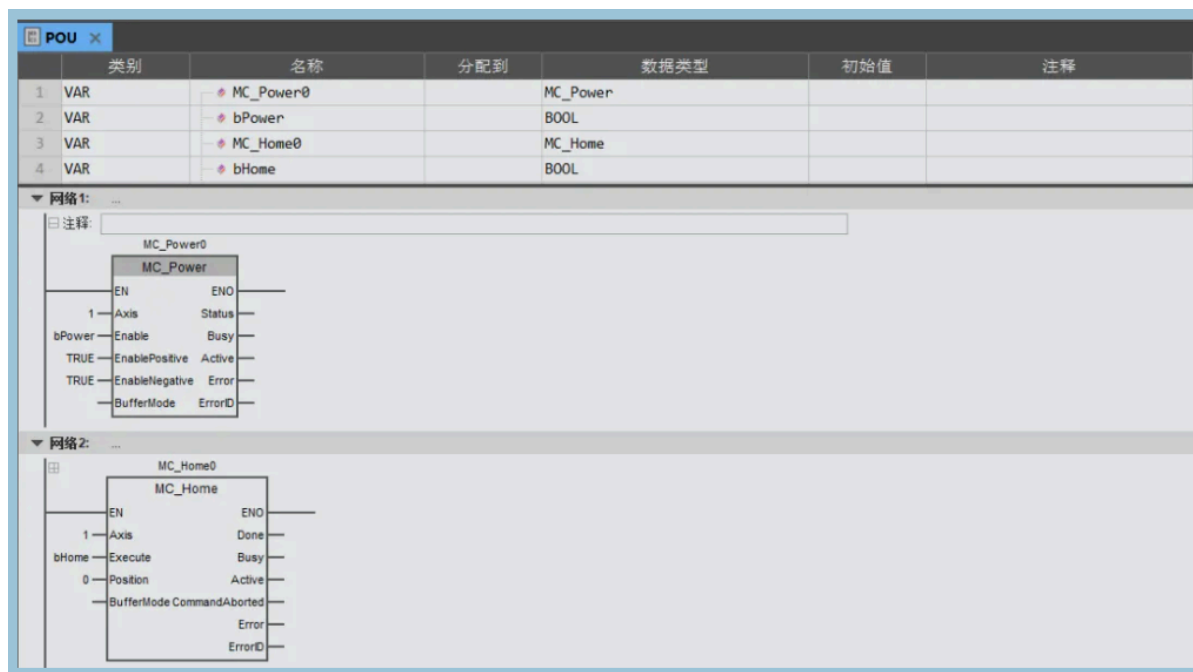 POU ×
类别 名称 分配到 数据类型 初始值 注释
1 VAR MC_Power0 MC_Power
2 VAR bPower BOOL
3 VAR MC_Home0 MC_Home
4 VAR bHome BOOL
网络1: ...
注释:
MC_Power0
MC_Power
EN ENO
1 Axis Status
bPower Enable Busy
TRUE EnablePositive Active
TRUE EnableNegative Error
BufferMode ErrorID
网络2: ...
MC_Home0
MC_Home
EN ENO
1 Axis Done
bHome Execute Busy
0 Position Active
BufferMode CommandAborted
Error
ErrorID